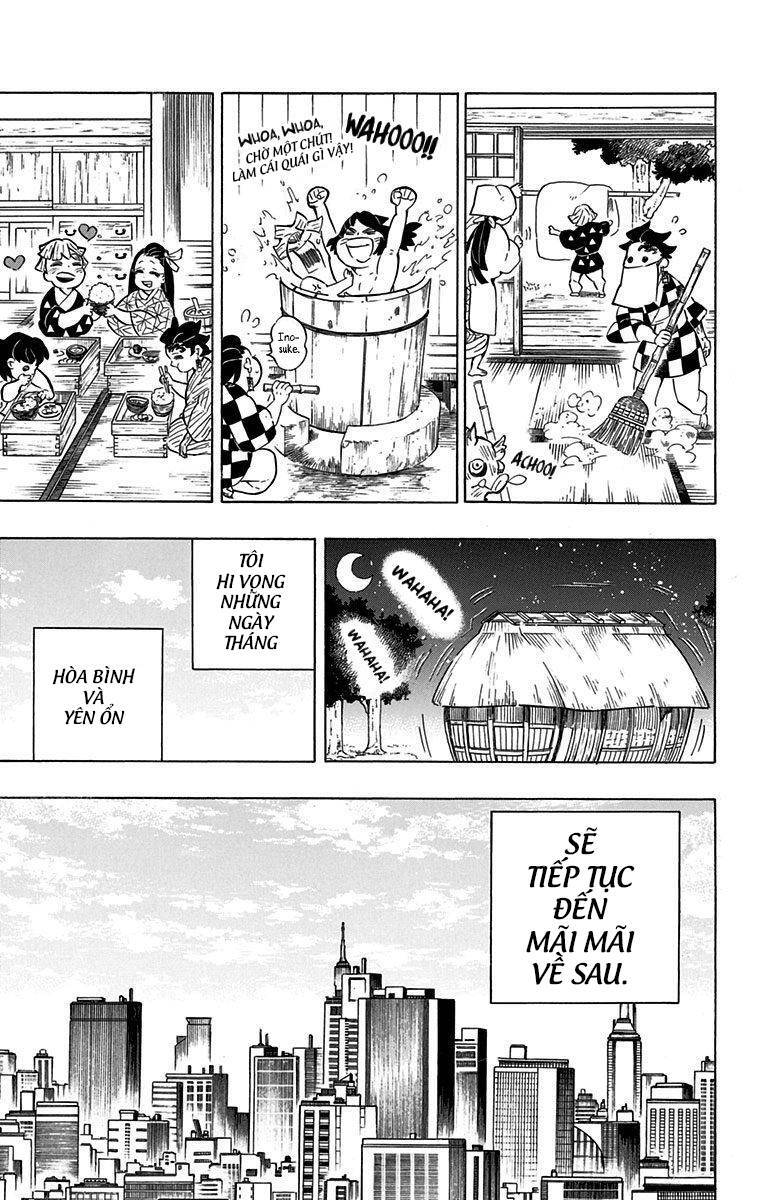 ACHOO!
WAHOOO!!
WHOA, WHOA,
CHỜ MỘT CHÚT!
LÀM CÁI QUÁI GÌ VẬY!
Ino-
suke.
WAHAHA!
WAHAHA!
TÔI
HI VỌNG
NHỮNG
NGÀY
THÁNG
HÒA BÌNH
VÀ
YÊN ỔN
SẼ
TIẾP TỤC
ĐẾN
MÃI MÃI
VỀ SAU.